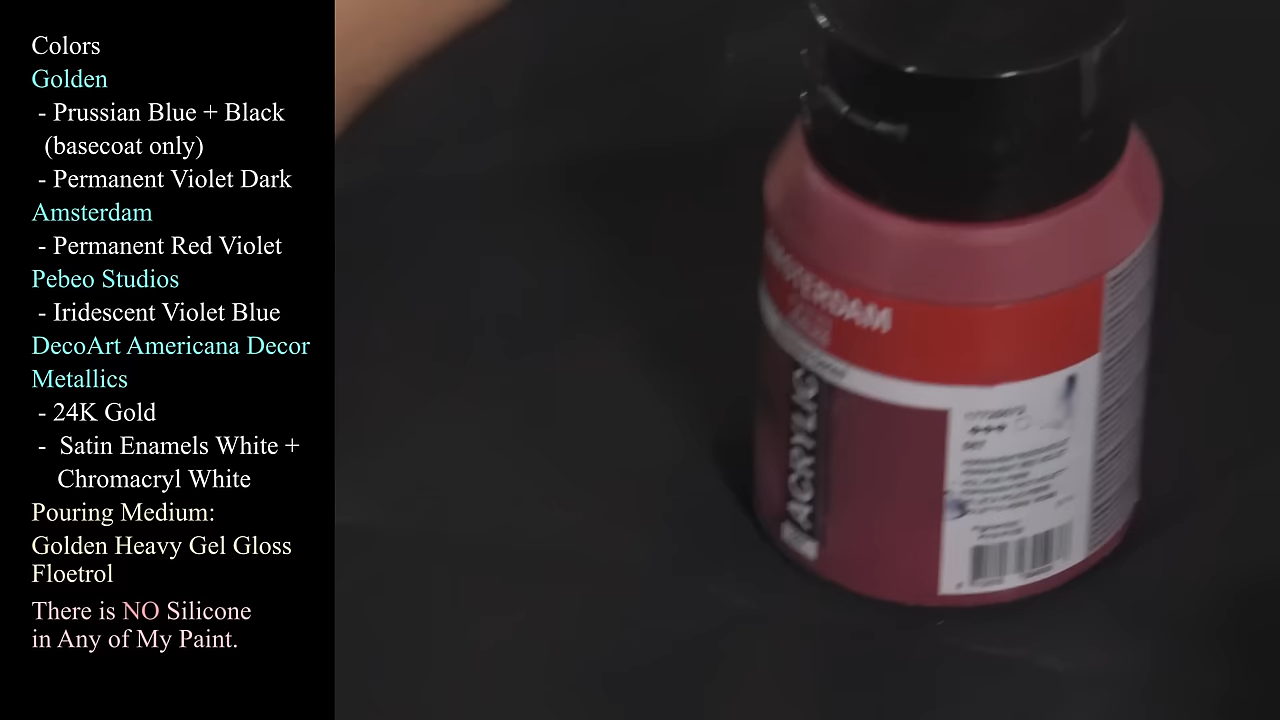 Colors
Golden
- Prussian Blue + Black
(basecoat only)
- Permanent Violet Dark
Amsterdam
- Permanent Red Violet
Pebeo Studios
- Iridescent Violet Blue
DecoArt Americana Decor
Metallics
- 24K Gold
- Satin Enamels White +
Chromacryl White
Pouring Medium:
Golden Heavy Gel Gloss
Floetrol
There is NO Silicone
in Any of My Paint.
AMSTERDAM
ACRYLIC